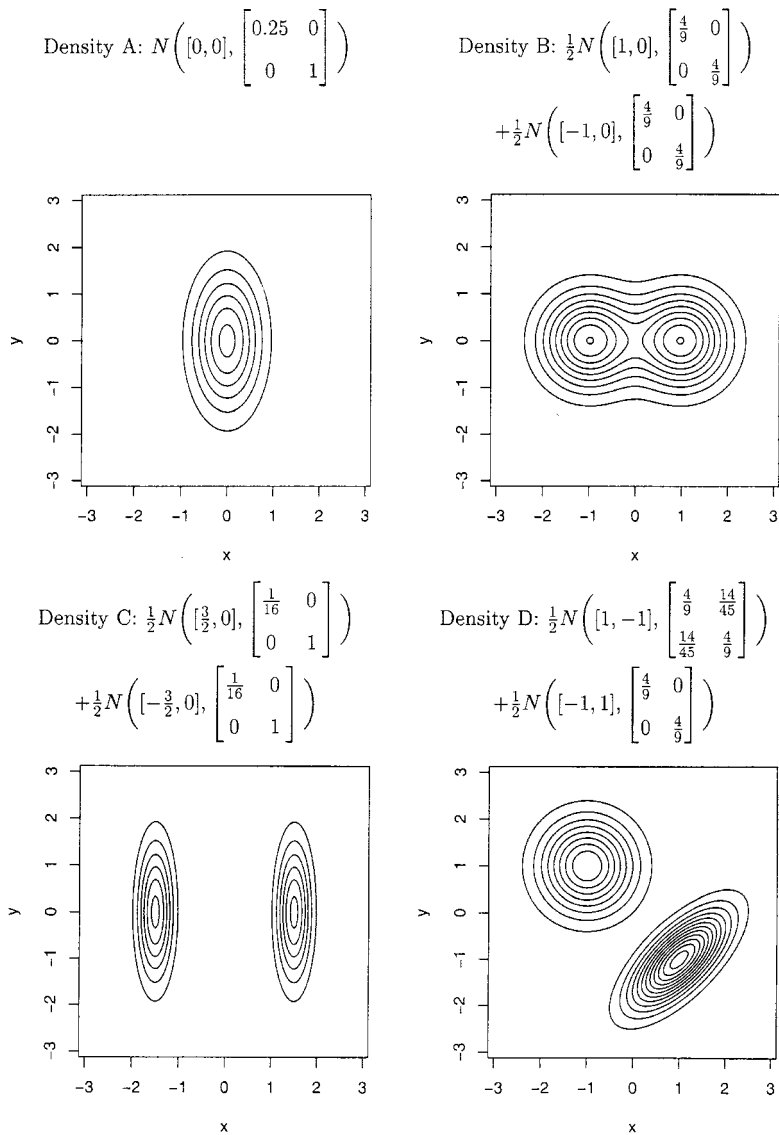 Density A: N([0,0], [0.25 0; 0 1])
Density B: ½N([1,0], [4/9 0; 0 4/9])
+½N([−1,0], [4/9 0; 0 4/9])
3
2
1
0
−1
−2
−3
y
−3 −2 −1 0 1 2 3
x
3
2
1
0
−1
−2
−3
y
−3 −2 −1 0 1 2 3
x
Density C: ½N([3/2,0], [1/16 0; 0 1])
+½N([−3/2,0], [1/16 0; 0 1])
Density D: ½N([1,−1], [4/9 14/45; 14/45 4/9])
+½N([−1,1], [4/9 0; 0 4/9])
3
2
1
0
−1
−2
−3
y
−3 −2 −1 0 1 2 3
x
3
2
1
0
−1
−2
−3
y
−3 −2 −1 0 1 2 3
x